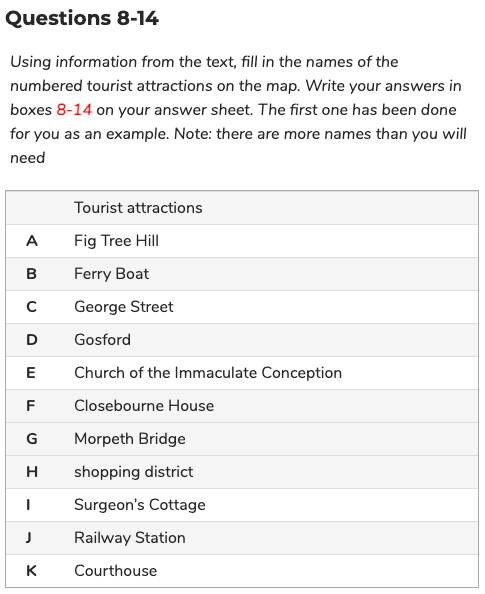 Questions 8-14
Using information from the text, fill in the names of the
numbered tourist attractions on the map. Write your answers in
boxes 8-14 on your answer sheet. The first one has been done
for you as an example. Note: there are more names than you will
need
Tourist attractions
A Fig Tree Hill
B Ferry Boat
C George Street
D Gosford
E Church of the Immaculate Conception
F Closebourne House
G Morpeth Bridge
H shopping district
I Surgeon's Cottage
J Railway Station
K Courthouse